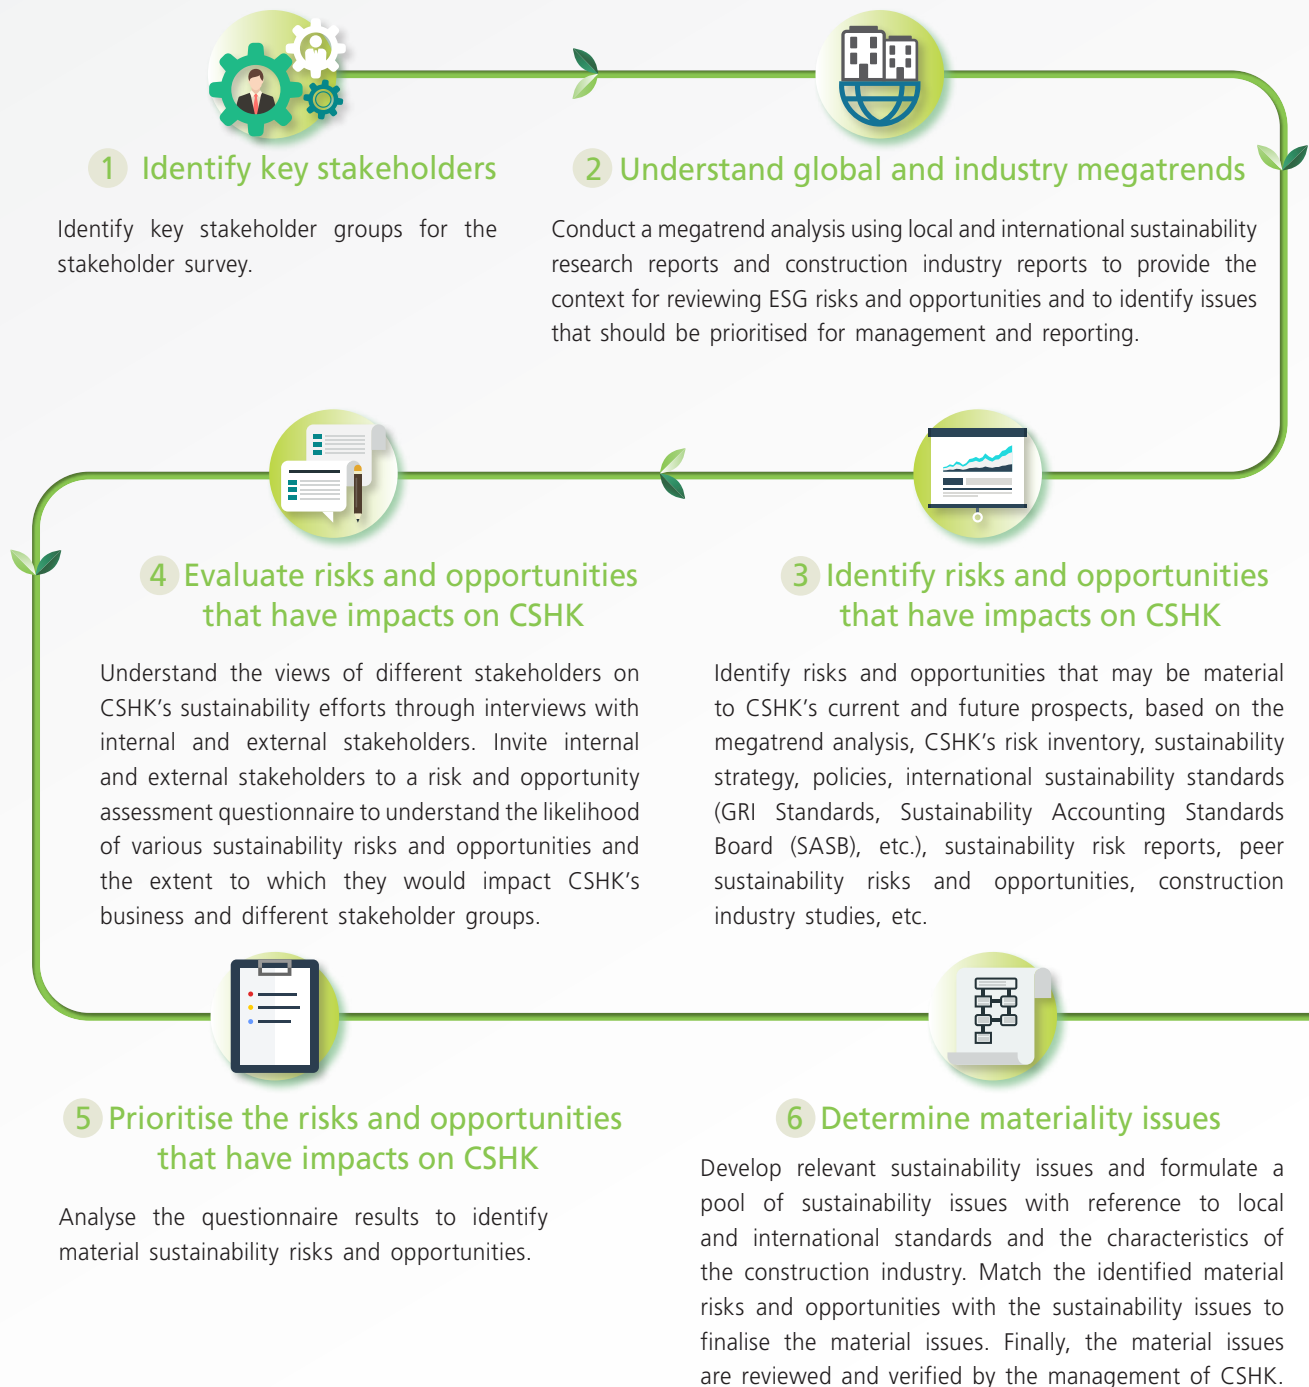 1 Identify key stakeholders
Identify key stakeholder groups for the
stakeholder survey.
2 Understand global and industry megatrends
Conduct a megatrend analysis using local and international sustainability
research reports and construction industry reports to provide the
context for reviewing ESG risks and opportunities and to identify issues
that should be prioritised for management and reporting.
3 Identify risks and opportunities
that have impacts on CSHK
Identify risks and opportunities that may be material
to CSHK's current and future prospects, based on the
megatrend analysis, CSHK's risk inventory, sustainability
strategy, policies, international sustainability standards
(GRI Standards, Sustainability Accounting Standards
Board (SASB), etc.), sustainability risk reports, peer
sustainability risks and opportunities, construction
industry studies, etc.
4 Evaluate risks and opportunities
that have impacts on CSHK
Understand the views of different stakeholders on
CSHK's sustainability efforts through interviews with
internal and external stakeholders. Invite internal
and external stakeholders to a risk and opportunity
assessment questionnaire to understand the likelihood
of various sustainability risks and opportunities and
the extent to which they would impact CSHK's
business and different stakeholder groups.
5 Prioritise the risks and opportunities
that have impacts on CSHK
Analyse the questionnaire results to identify
material sustainability risks and opportunities.
6 Determine materiality issues
Develop relevant sustainability issues and formulate a
pool of sustainability issues with reference to local
and international standards and the characteristics of
the construction industry. Match the identified material
risks and opportunities with the sustainability issues to
finalise the material issues. Finally, the material issues
are reviewed and verified by the management of CSHK.